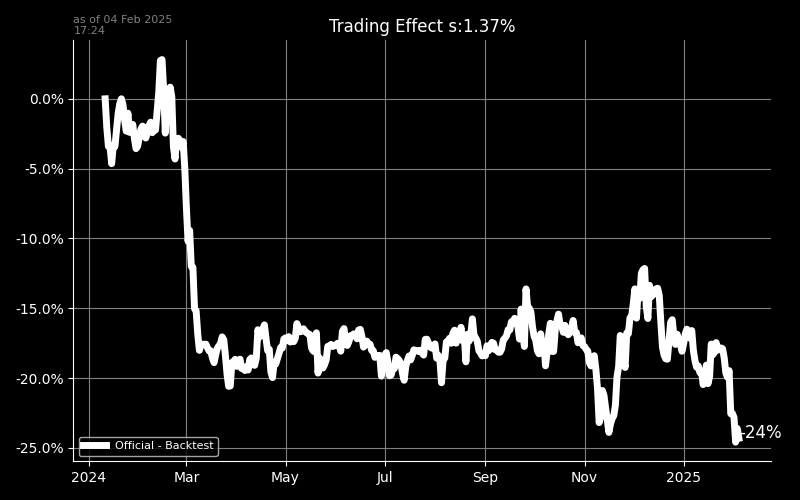 as of 04 Feb 2025
17:24
Trading Effect s:1.37%
0.0%
-5.0%
-10.0%
-15.0%
-20.0%
-25.0%
-24%
Official - Backtest
2024 Mar May Jul Sep Nov 2025